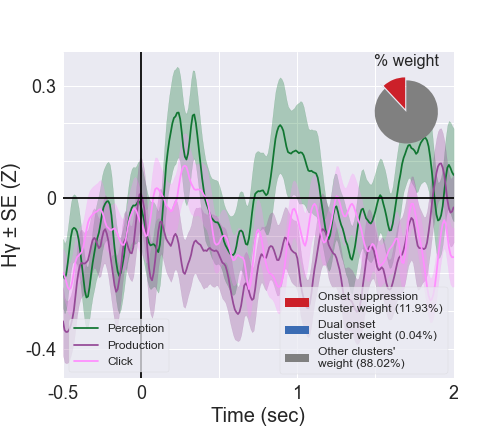 % weight
0.3
0
-0.4
Hγ ± SE (Z)
Perception
Production
Click
Onset suppression
cluster weight (11.93%)
Dual onset
cluster weight (0.04%)
Other clusters'
weight (88.02%)
-0.5
0
1
2
Time (sec)